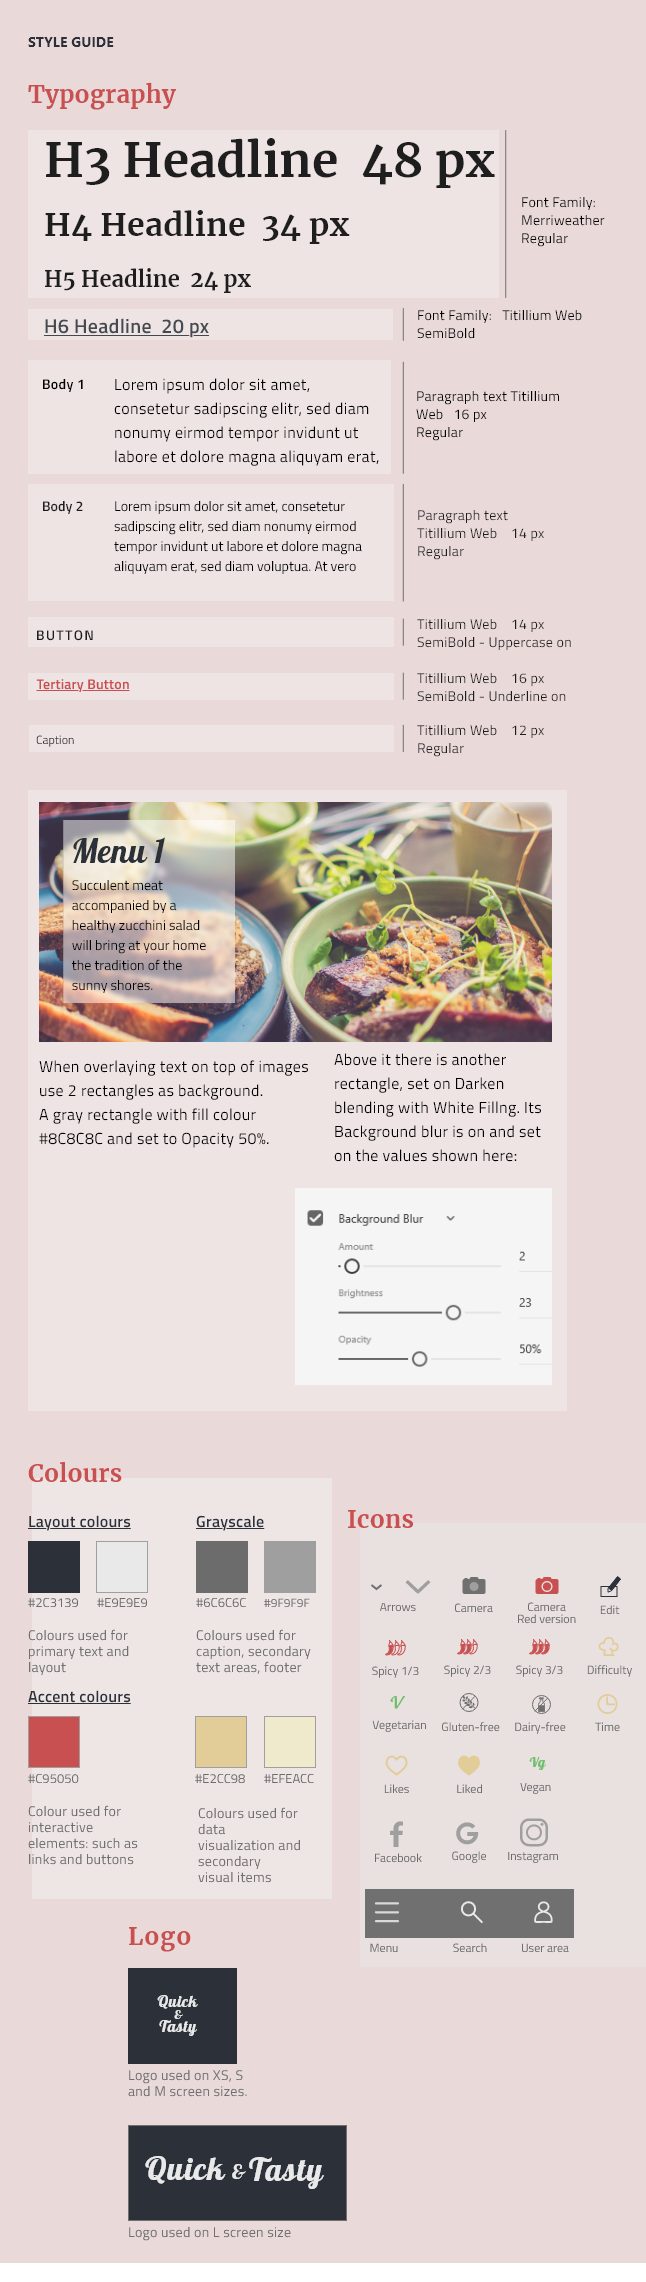 STYLE GUIDE
Typography
H3 Headline 48 px
H4 Headline 34 px
H5 Headline 24 px
Font Family:
Merriweather
Regular
H6 Headline 20 px
Font Family: Titillium Web
SemiBold
Body 1
Lorem ipsum dolor sit amet,
consetetur sadipscing elitr, sed diam
nonumy eirmod tempor invidunt ut
labore et dolore magna aliquyam erat,
Paragraph text Titillium
Web 16 px
Regular
Body 2
Lorem ipsum dolor sit amet, consetetur
sadipscing elitr, sed diam nonumy eirmod
tempor invidunt ut labore et dolore magna
aliquyam erat, sed diam voluptua. At vero
Paragraph text
Titillium Web 14 px
Regular
BUTTON
Titillium Web 14 px
SemiBold - Uppercase on
Tertiary Button
Titillium Web 16 px
SemiBold - Underline on
Caption
Titillium Web 12 px
Regular
Menu 1
Succulent meat
accompanied by a
healthy zucchini salad
will bring at your home
the tradition of the
sunny shores.
When overlaying text on top of images
use 2 rectangles as background.
A gray rectangle with fill colour
#8C8C8C and set to Opacity 50%.
Above it there is another
rectangle, set on Darken
blending with White Fillng. Its
Background blur is on and set
on the values shown here:
Background Blur
Amount
2
Brightness
23
Opacity
50%
Colours
Layout colours
#2C3139 #E9E9E9
Colours used for
primary text and
layout
Grayscale
#6C6C6C #9F9F9F
Colours used for
caption, secondary
text areas, footer
Accent colours
#C95050
Colour used for
interactive
elements: such as
links and buttons
#E2CC98 #EFEACC
Colours used for
data
visualization and
secondary
visual items
Icons
Arrows
Camera
Camera
Red version
Edit
Spicy 1/3
Spicy 2/3
Spicy 3/3
Difficulty
V
Vegetarian
Gluten-free
Dairy-free
Time
Likes
Liked
Vg
Vegan
Facebook
Google
Instagram
Menu
Search
User area
Logo
Quick
&
Tasty
Logo used on XS, S
and M screen sizes.
Quick & Tasty
Logo used on L screen size